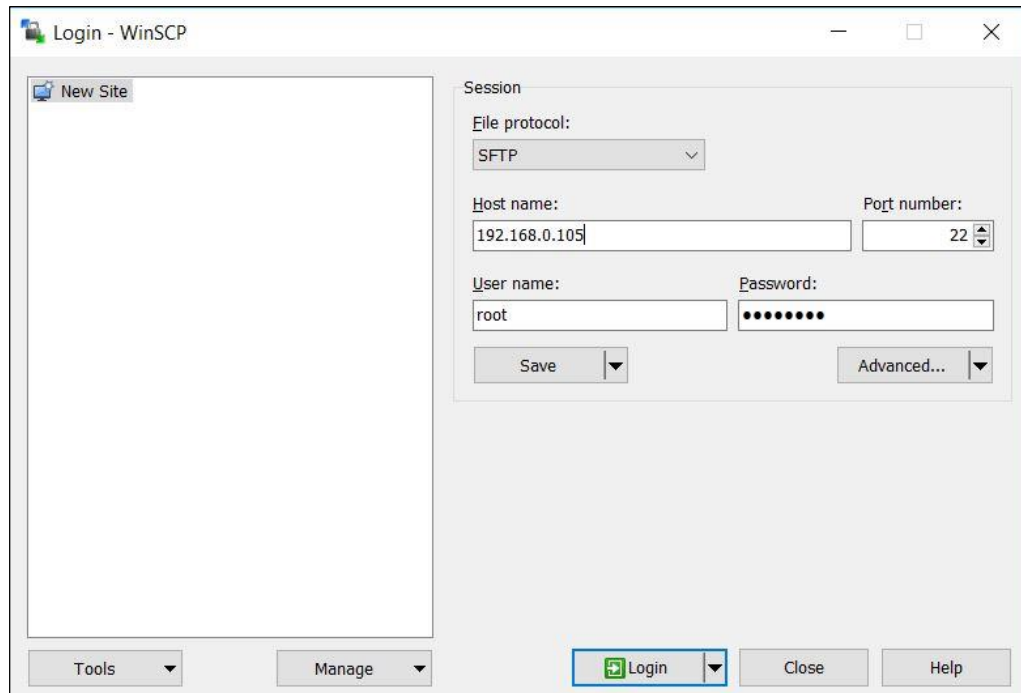 Login - WinSCP
New Site
Session
File protocol:
SFTP
Host name:
Port number:
192.168.0.105
22
User name:
Password:
root
••••••••
Save
Advanced...
Tools
Manage
Login
Close
Help